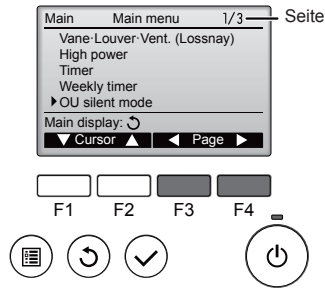 Main Main menu 1/3 Seite
Vane·Louver·Vent. (Lossnay)
High power
Timer
Weekly timer
OU silent mode
Main display:
Cursor Page
F1 F2 F3 F4